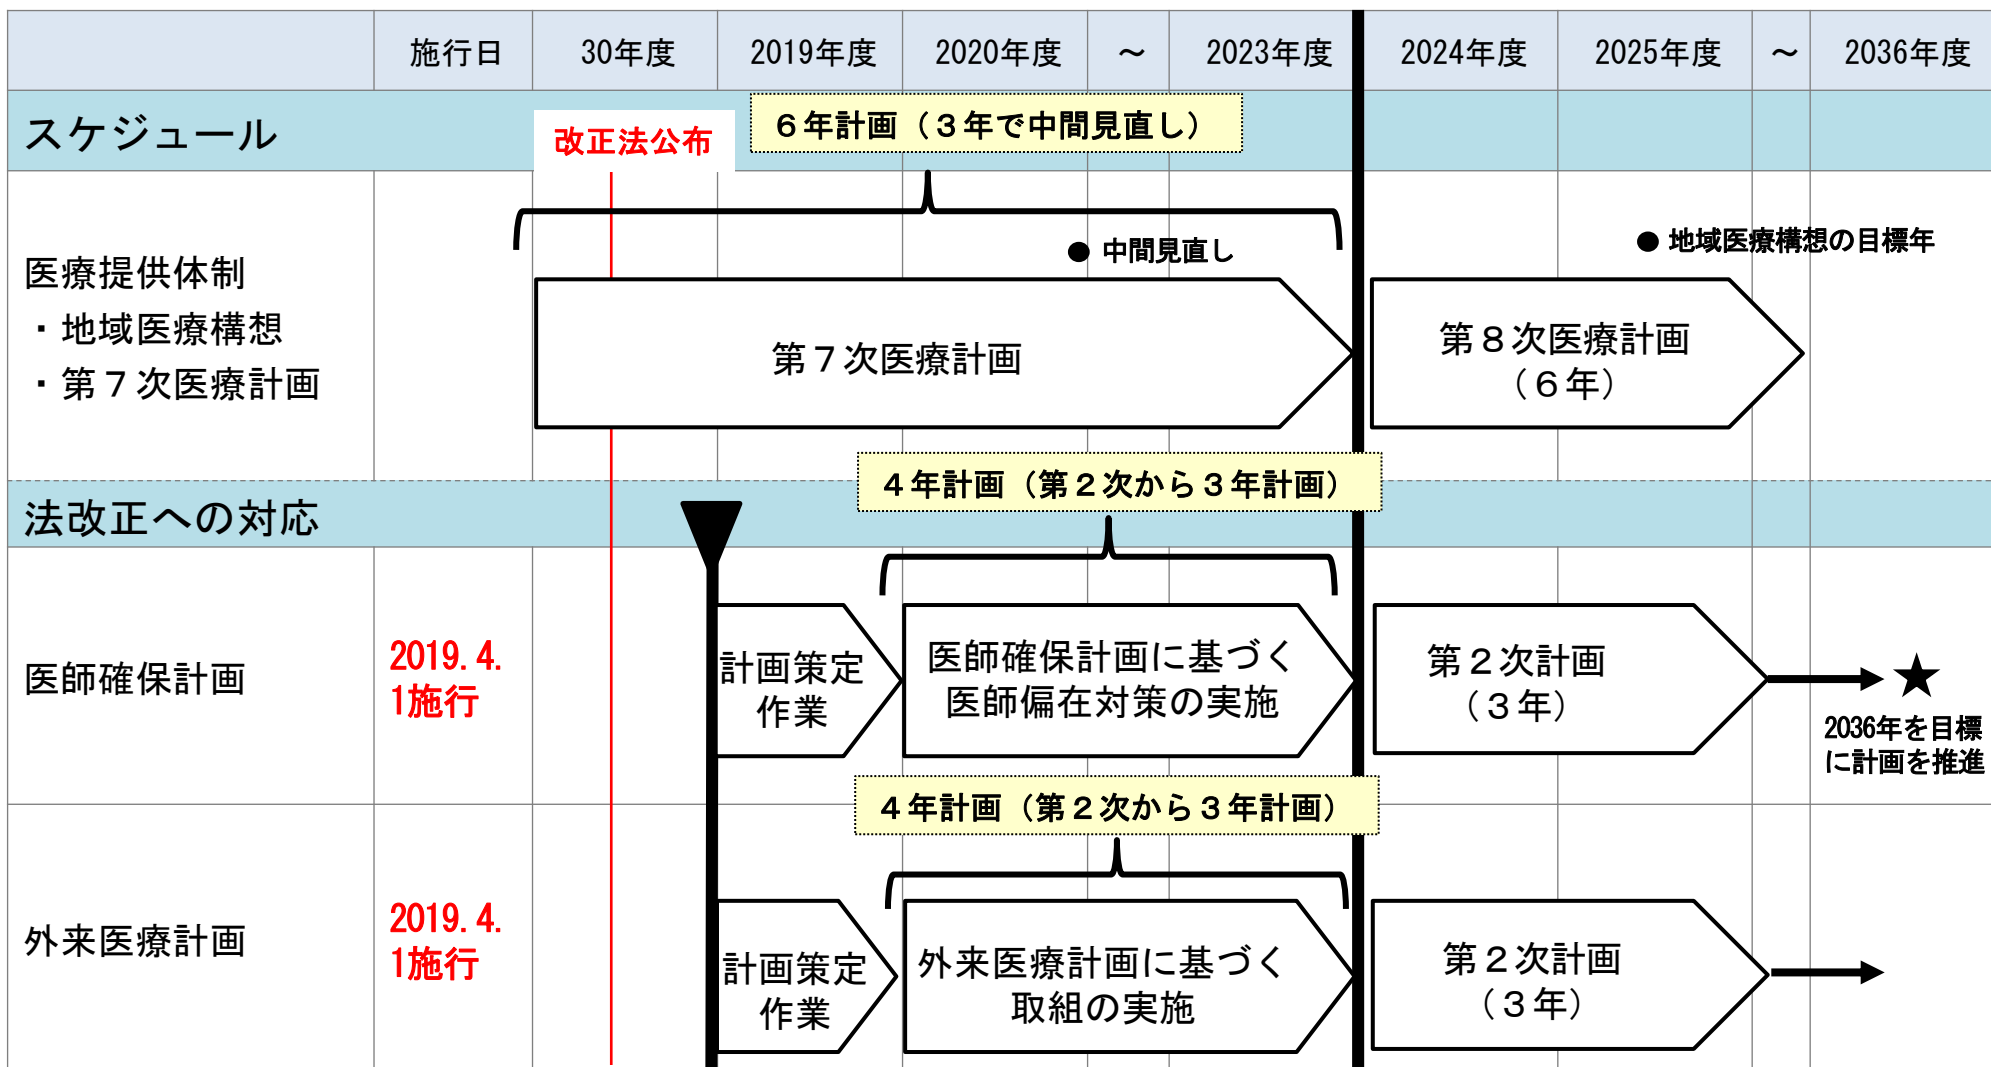 施行日 30年度 2019年度 2020年度 ～ 2023年度 2024年度 2025年度 ～ 2036年度
スケジュール
改正法公布
６年計画（３年で中間見直し）
医療提供体制
・地域医療構想
・第７次医療計画
● 中間見直し
● 地域医療構想の目標年
第７次医療計画
第８次医療計画
（６年）
法改正への対応
４年計画（第２次から３年計画）
医師確保計画
2019.4.
1施行
計画策定
作業
医師確保計画に基づく
医師偏在対策の実施
第２次計画
（３年）
★
2036年を目標
に計画を推進
４年計画（第２次から３年計画）
外来医療計画
2019.4.
1施行
計画策定
作業
外来医療計画に基づく
取組の実施
第２次計画
（３年）